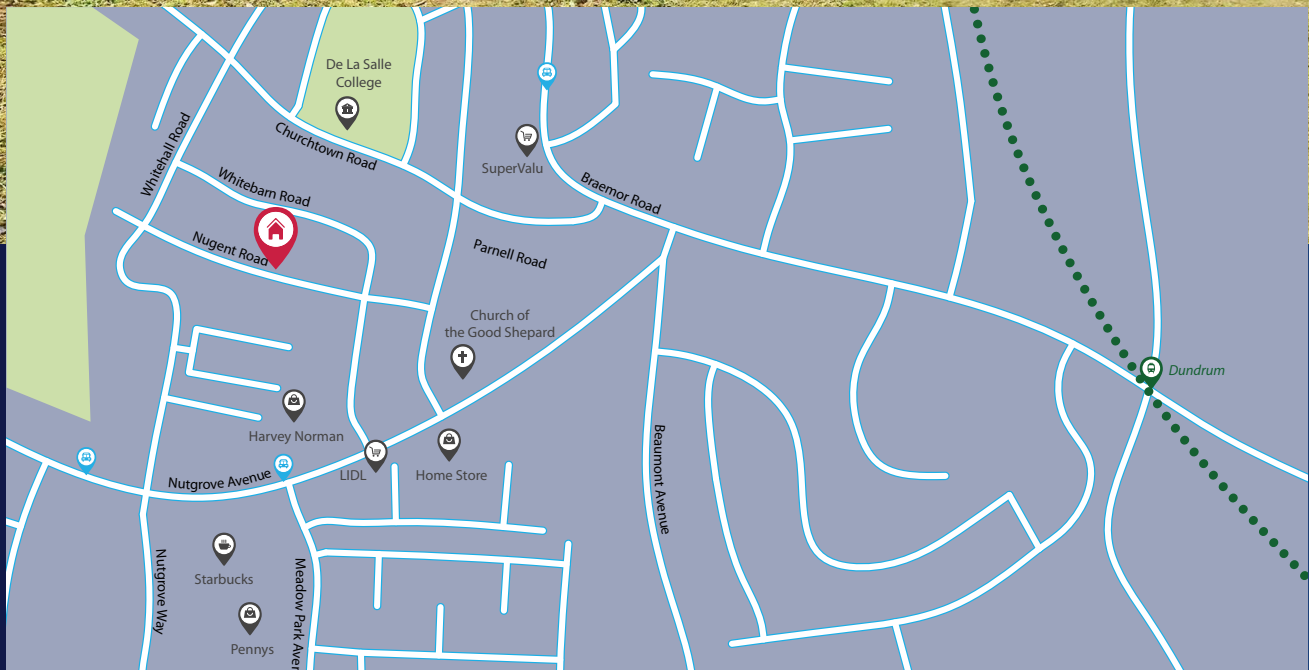 De La Salle
College
Churchtown Road
Whitehall Road
SuperValu
Whitebarn Road
Braemor Road
Nugent Road
Parnell Road
Church of
the Good Shepard
Dundrum
Harvey Norman
LIDL
Home Store
Nutgrove Avenue
Beaumont Avenue
Starbucks
Nutgrove Way
Meadow Park Aven
Pennys